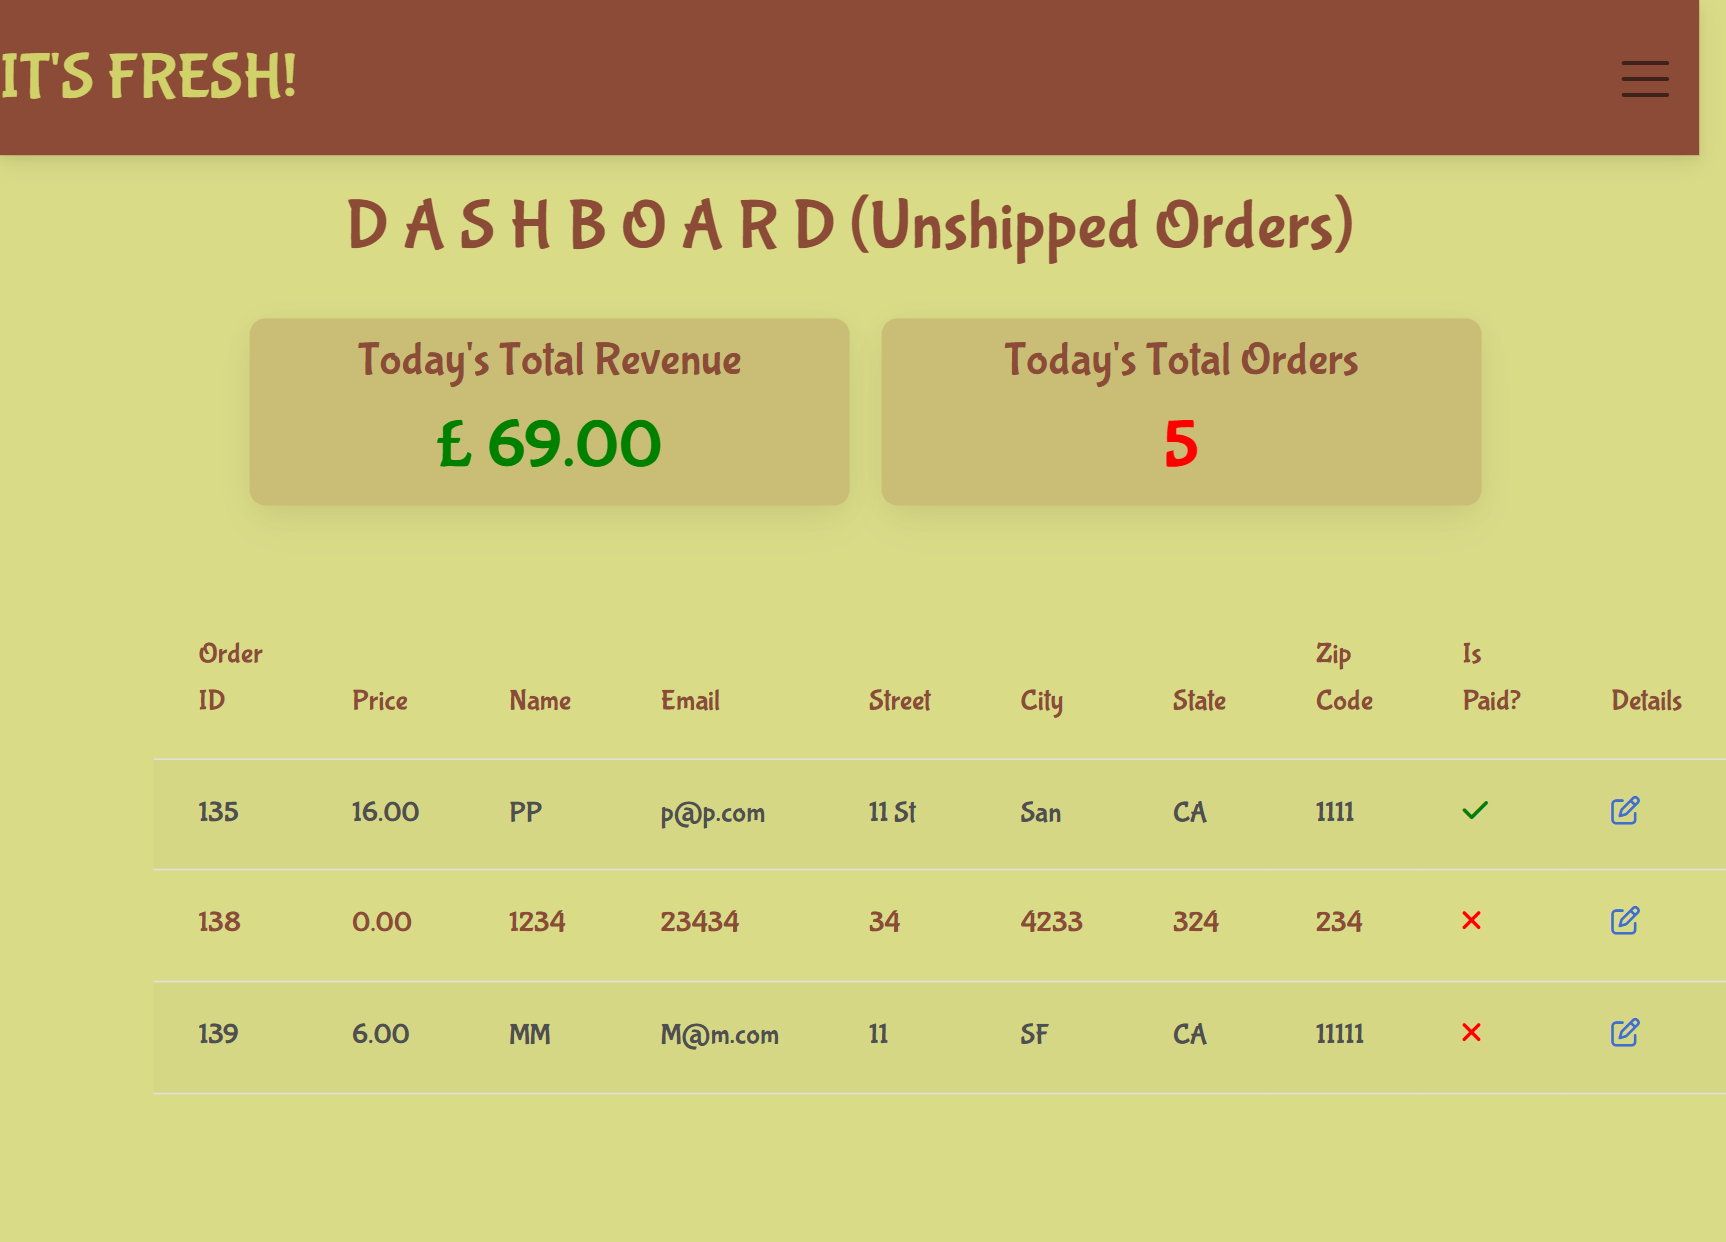 IT'S FRESH!
D A S H B O A R D (Unshipped Orders)
Today's Total Revenue
£ 69.00
Today's Total Orders
5
Order ID Price Name Email Street City State Zip Code Is Paid? Details
135 16.00 PP p@p.com 11 St San CA 1111
138 0.00 1234 23434 34 4233 324 234
139 6.00 MM M@m.com 11 SF CA 11111